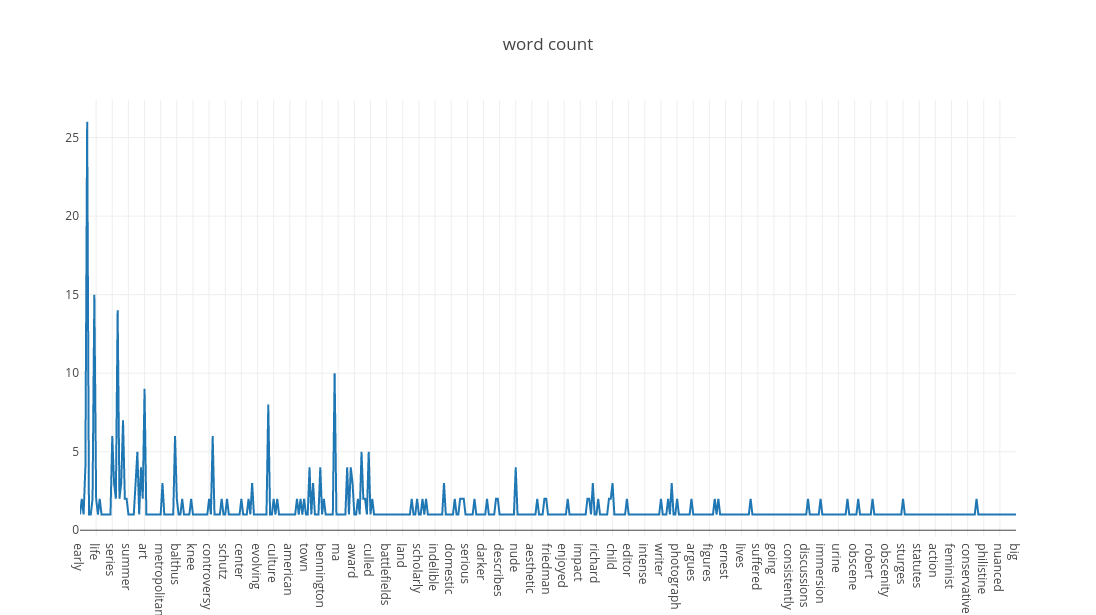 word count
25
20
15
10
5
0
early
life
series
summer
art
metropolitan
balthus
knee
controversy
schutz
center
evolving
culture
american
town
bennington
ma
award
culled
battlefields
land
scholarly
indelible
domestic
serious
darker
describes
nude
aesthetic
friedman
enjoyed
impact
richard
child
editor
intense
writer
photograph
argues
figures
ernest
lives
suffered
going
consistently
discussions
immersion
urine
obscene
robert
obscenity
sturges
statutes
action
feminist
conservative
philistine
nuanced
big